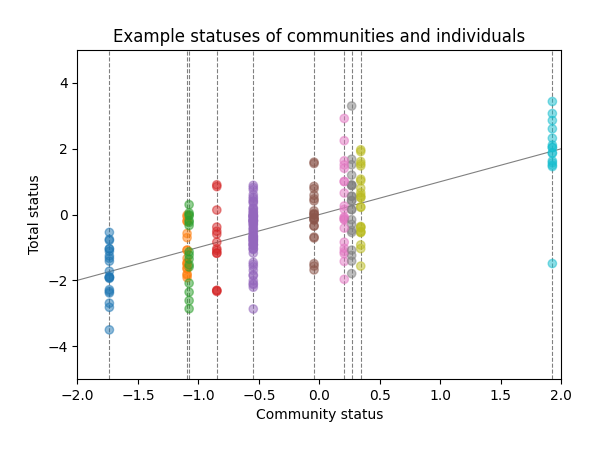 Example statuses of communities and individuals
Total status
4
2
0
−2
−4
−2.0 −1.5 −1.0 −0.5 0.0 0.5 1.0 1.5 2.0
Community status